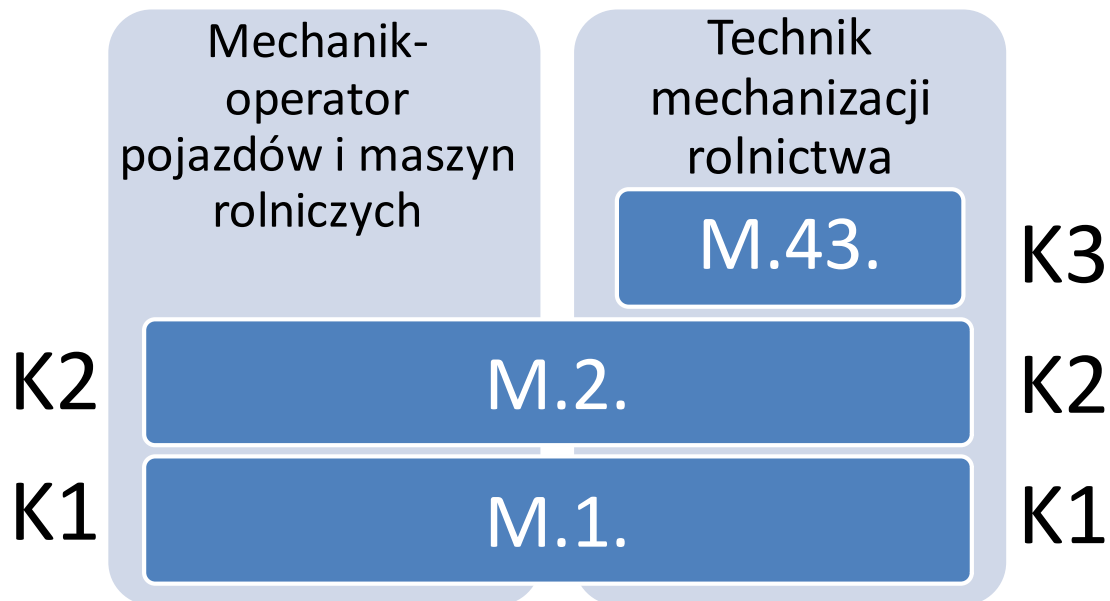 Mechanik-
operator
pojazdów i maszyn
rolniczych
Technik
mechanizacji
rolnictwa
M.43.
K3
K2
M.2.
K2
K1
M.1.
K1